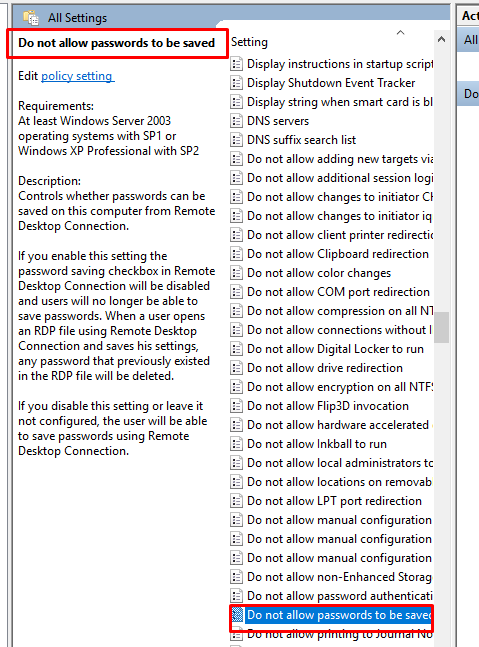 All Settings
Do not allow passwords to be saved
Edit policy setting
Requirements:
At least Windows Server 2003
operating systems with SP1 or
Windows XP Professional with SP2
Description:
Controls whether passwords can be
saved on this computer from Remote
Desktop Connection.
If you enable this setting the
password saving checkbox in Remote
Desktop Connection will be disabled
and users will no longer be able to
save passwords. When a user opens
an RDP file using Remote Desktop
Connection and saves his settings,
any password that previously existed
in the RDP file will be deleted.
If you disable this setting or leave it
not configured, the user will be able
to save passwords using Remote
Desktop Connection.
Setting
Display instructions in startup script
Display Shutdown Event Tracker
Display string when smart card is bl
DNS servers
DNS suffix search list
Do not allow adding new targets via
Do not allow additional session logi
Do not allow changes to initiator CH
Do not allow changes to initiator iq
Do not allow client printer redirectio
Do not allow Clipboard redirection
Do not allow color changes
Do not allow COM port redirection
Do not allow compression on all NT
Do not allow connections without I
Do not allow Digital Locker to run
Do not allow drive redirection
Do not allow encryption on all NTFS
Do not allow Flip3D invocation
Do not allow hardware accelerated
Do not allow Inkball to run
Do not allow local administrators to
Do not allow locations on removab
Do not allow LPT port redirection
Do not allow manual configuration
Do not allow manual configuration
Do not allow manual configuration
Do not allow non-Enhanced Storag
Do not allow password authenticati
Do not allow passwords to be saved
Do not allow printing to Journal No
Act
All
Do